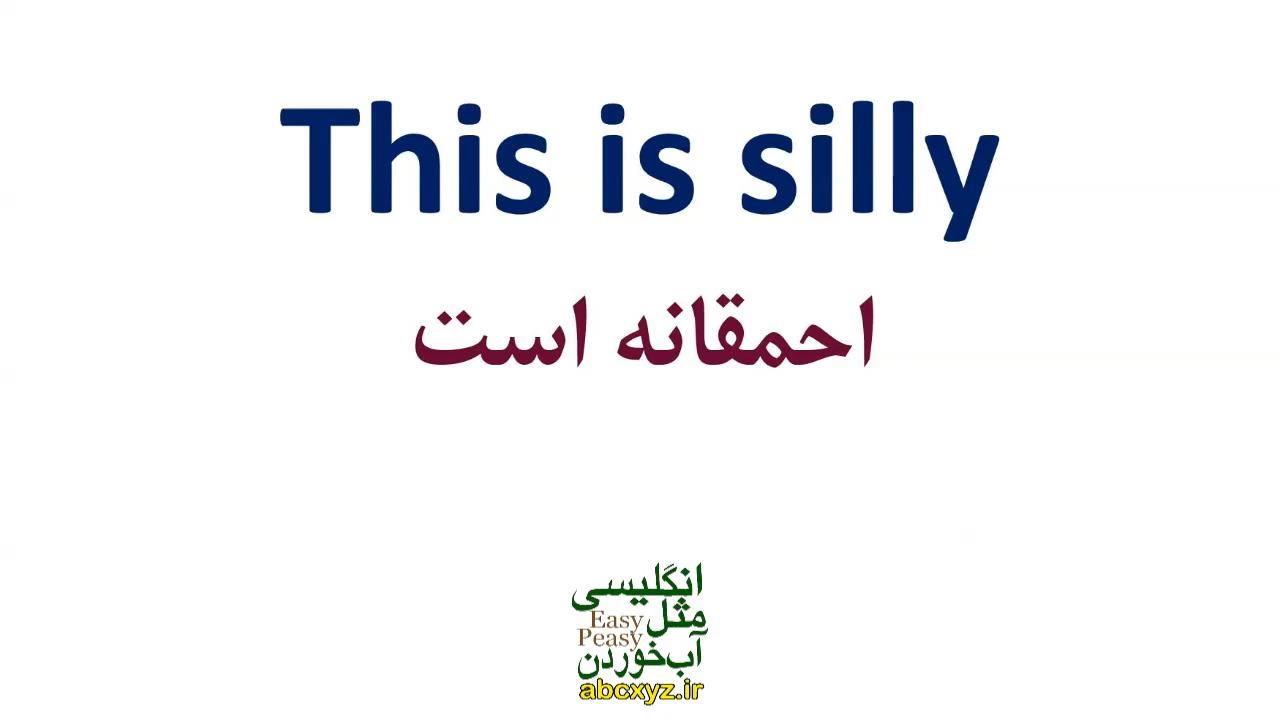 This is silly
احمقانه است
انگلیسی
مثل
Easy
Peasy
آب‌خوردن
abcxyz.ir